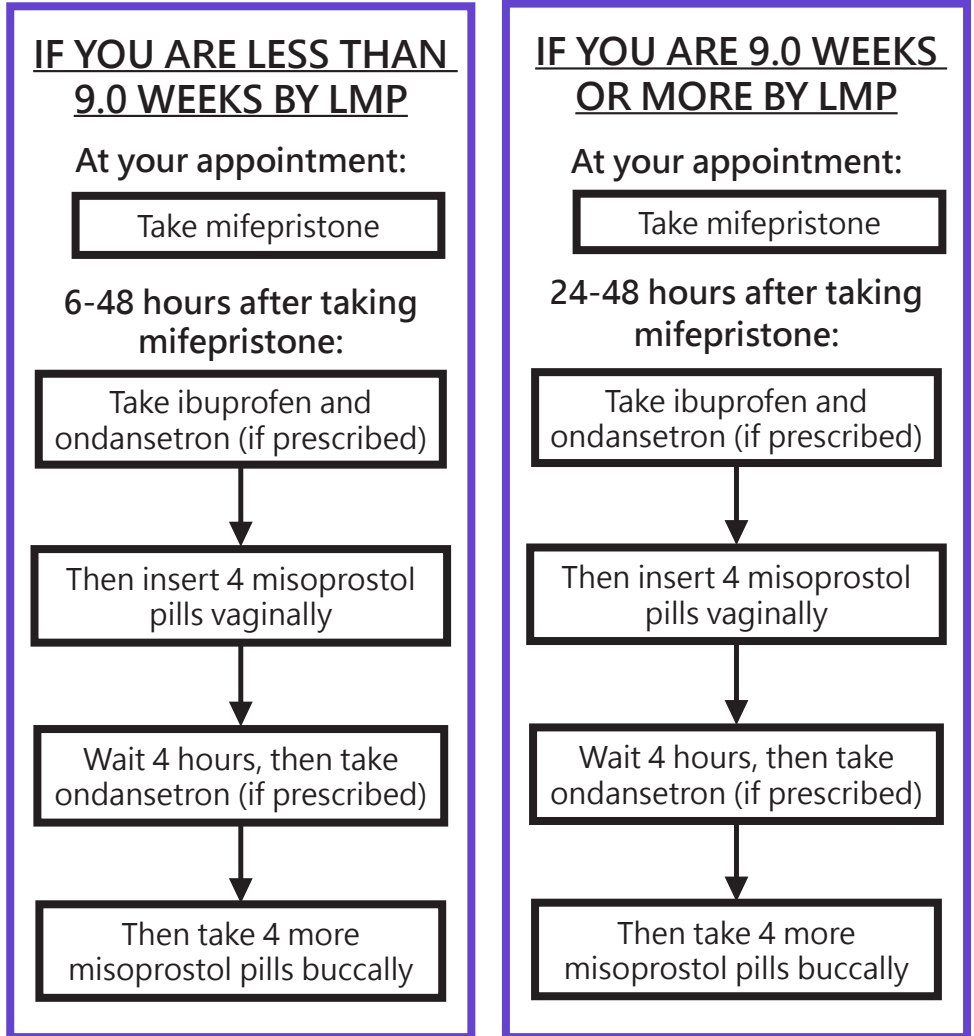 IF YOU ARE LESS THAN
9.0 WEEKS BY LMP
At your appointment:
Take mifepristone
6-48 hours after taking
mifepristone:
Take ibuprofen and
ondansetron (if prescribed)
Then insert 4 misoprostol
pills vaginally
Wait 4 hours, then take
ondansetron (if prescribed)
Then take 4 more
misoprostol pills buccally
IF YOU ARE 9.0 WEEKS
OR MORE BY LMP
At your appointment:
Take mifepristone
24-48 hours after taking
mifepristone:
Take ibuprofen and
ondansetron (if prescribed)
Then insert 4 misoprostol
pills vaginally
Wait 4 hours, then take
ondansetron (if prescribed)
Then take 4 more
misoprostol pills buccally